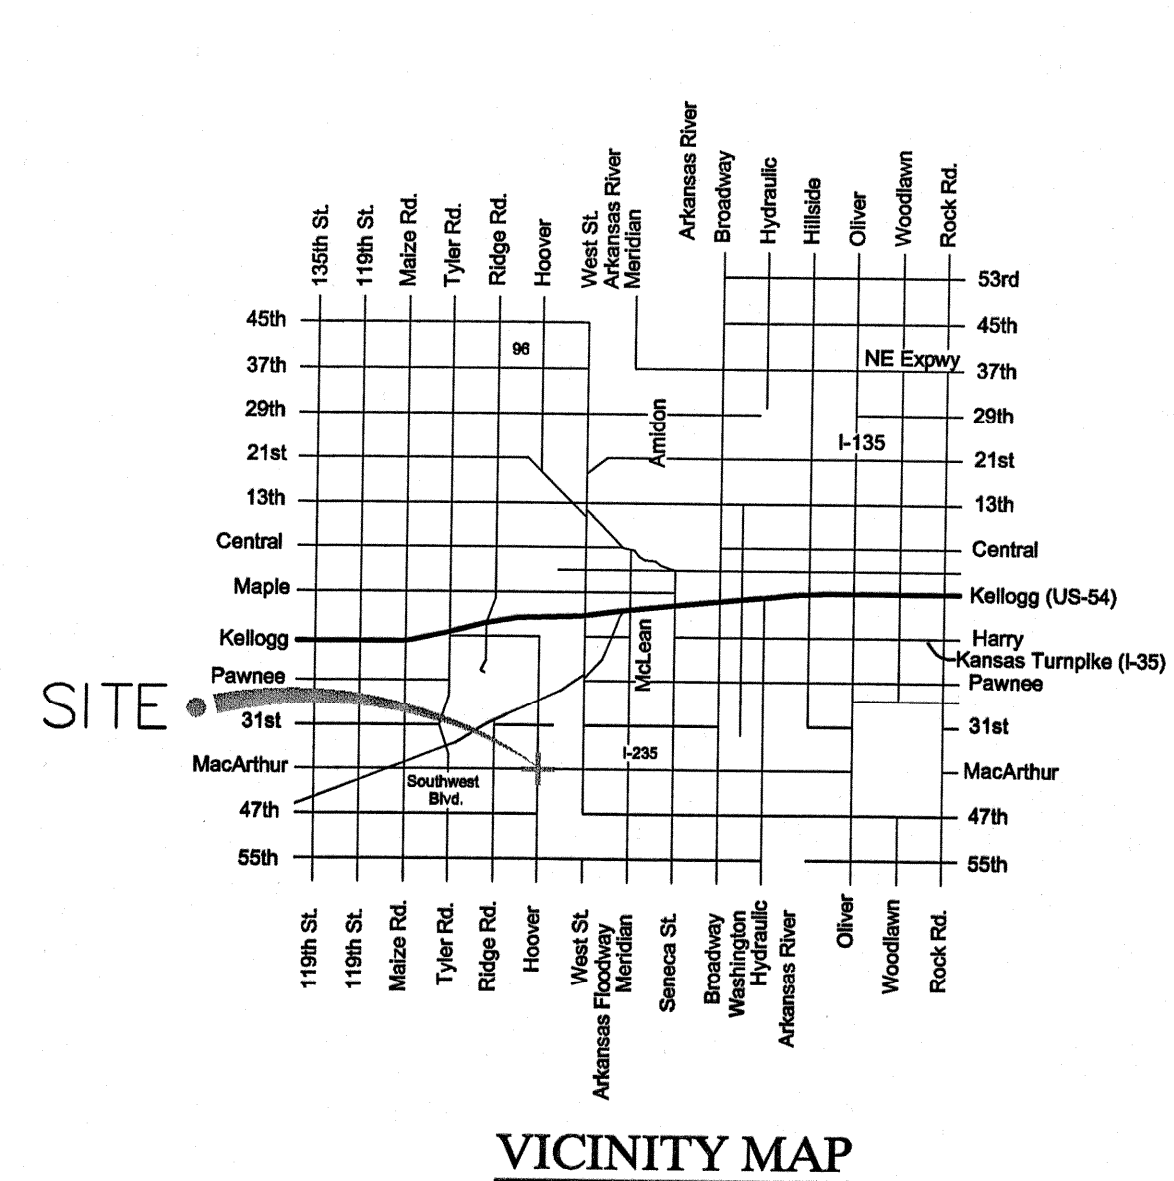 135th St.
119th St.
Maize Rd.
Tyler Rd.
Ridge Rd.
Hoover
West St.
Arkansas River
Meridian
Arkansas River
Broadway
Hydraulic
Hillside
Oliver
Woodlawn
Rock Rd.
53rd
45th
45th
96
NE Expwy
37th
37th
29th
Amidon
29th
I-135
21st
21st
13th
13th
Central
Central
Maple
Kellogg (US-54)
Kellogg
McLean
Harry
Kansas Turnpike (I-35)
Pawnee
Pawnee
SITE
31st
31st
I-235
MacArthur
MacArthur
Southwest
Blvd.
47th
47th
55th
55th
119th St.
119th St.
Maize Rd.
Tyler Rd.
Ridge Rd.
Hoover
West St.
Arkansas Floodway
Meridian
Seneca St.
Broadway
Washington
Hydraulic
Arkansas River
Oliver
Woodlawn
Rock Rd.
VICINITY MAP